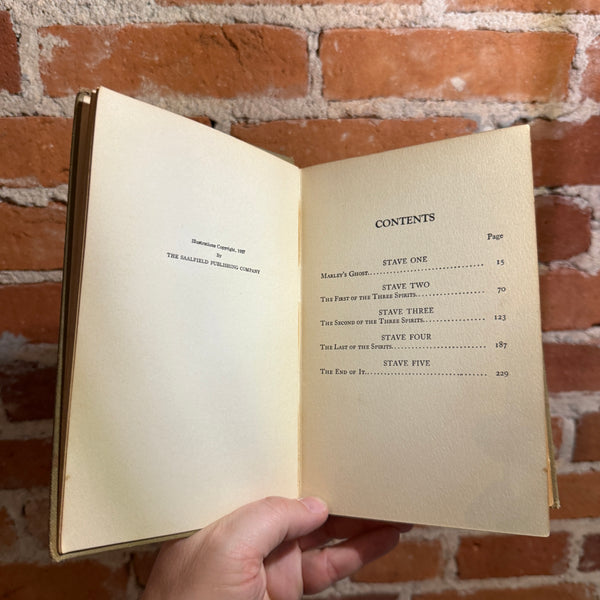 Illustrations Copyright, 1937
By
THE SAALFIELD PUBLISHING COMPANY
CONTENTS
Page
STAVE ONE
Marley's Ghost 15
STAVE TWO
The First of the Three Spirits 70
STAVE THREE
The Second of the Three Spirits 123
STAVE FOUR
The Last of the Spirits 187
STAVE FIVE
The End of It 229